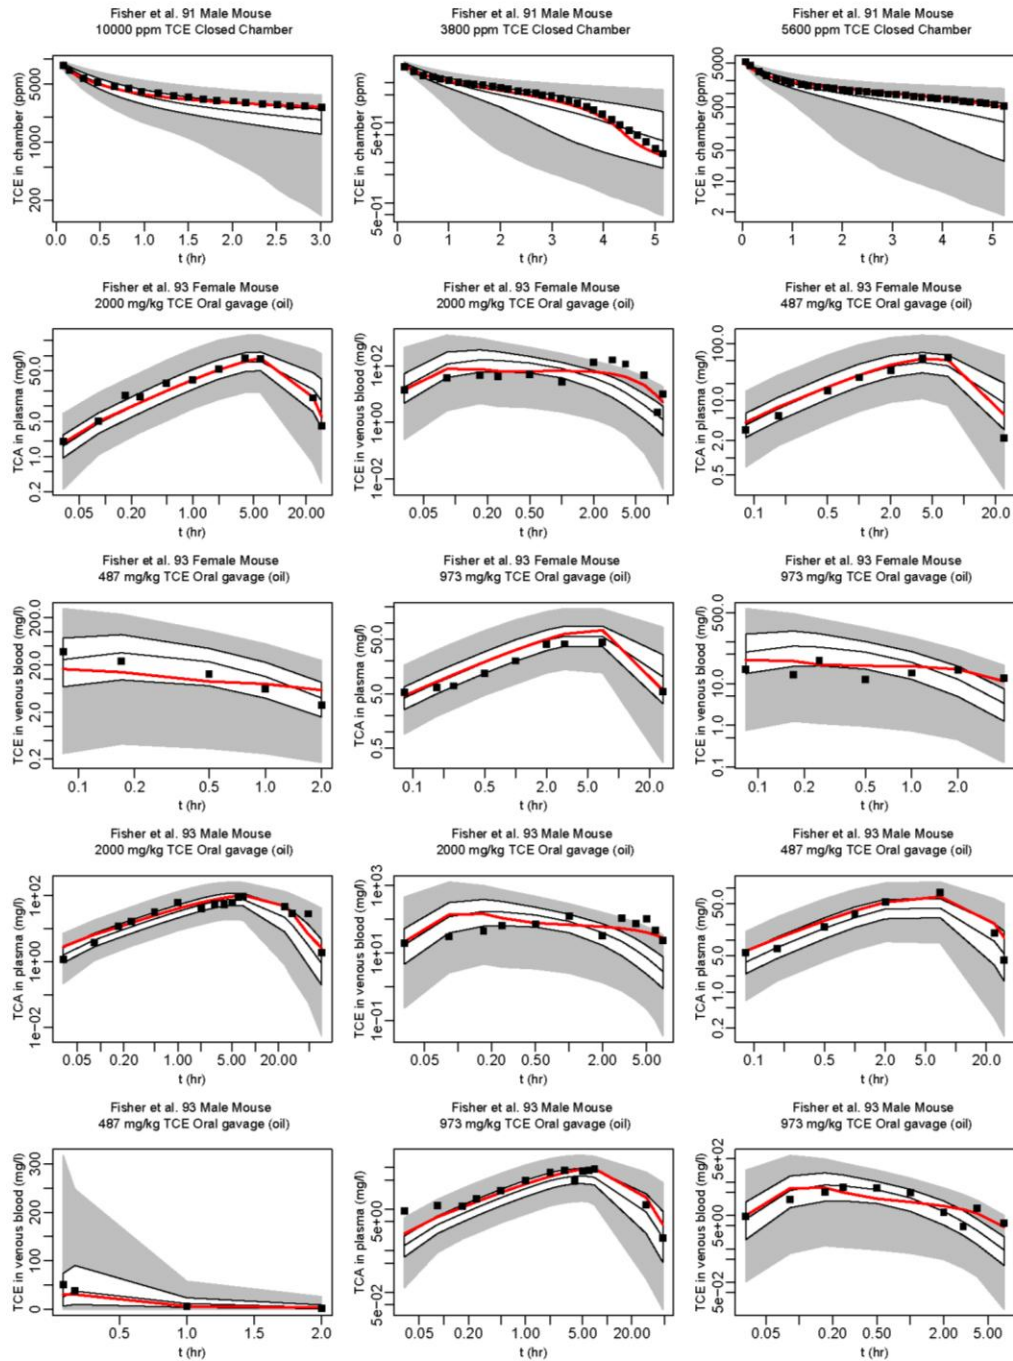 Fisher et al. 91 Male Mouse
10000 ppm TCE Closed Chamber
TCE in chamber (ppm)
5000
1000
200
0.0 0.5 1.0 1.5 2.0 2.5 3.0
t (hr)
Fisher et al. 91 Male Mouse
3800 ppm TCE Closed Chamber
TCE in chamber (ppm)
5e+01
5e-01
0 1 2 3 4 5
t (hr)
Fisher et al. 91 Male Mouse
5600 ppm TCE Closed Chamber
TCE in chamber (ppm)
5000
500
50
10
2
0 1 2 3 4 5
t (hr)
Fisher et al. 93 Female Mouse
2000 mg/kg TCE Oral gavage (oil)
TCA in plasma (mg/l)
50.0
5.0
1.0
0.2
0.05 0.20 1.00 5.00 20.00
t (hr)
Fisher et al. 93 Female Mouse
2000 mg/kg TCE Oral gavage (oil)
TCE in venous blood (mg/l)
1e+02
1e+00
1e-02
0.05 0.20 0.50 2.00 5.00
t (hr)
Fisher et al. 93 Female Mouse
487 mg/kg TCE Oral gavage (oil)
TCA in plasma (mg/l)
100.0
10.0
2.0
0.5
0.1 0.5 2.0 5.0 20.0
t (hr)
Fisher et al. 93 Female Mouse
487 mg/kg TCE Oral gavage (oil)
TCE in venous blood (mg/l)
200.0
20.0
2.0
0.2
0.1 0.2 0.5 1.0 2.0
t (hr)
Fisher et al. 93 Female Mouse
973 mg/kg TCE Oral gavage (oil)
TCA in plasma (mg/l)
50.0
5.0
0.5
0.1 0.5 2.0 5.0 20.0
t (hr)
Fisher et al. 93 Female Mouse
973 mg/kg TCE Oral gavage (oil)
TCE in venous blood (mg/l)
500.0
10.0
1.0
0.1
0.1 0.2 0.5 1.0 2.0
t (hr)
Fisher et al. 93 Male Mouse
2000 mg/kg TCE Oral gavage (oil)
TCA in plasma (mg/l)
1e+02
1e+00
1e-02
0.05 0.20 1.00 5.00 20.00
t (hr)
Fisher et al. 93 Male Mouse
2000 mg/kg TCE Oral gavage (oil)
TCE in venous blood (mg/l)
1e+03
1e+01
1e-01
0.05 0.20 0.50 2.00 5.00
t (hr)
Fisher et al. 93 Male Mouse
487 mg/kg TCE Oral gavage (oil)
TCA in plasma (mg/l)
50.0
5.0
1.0
0.2
0.1 0.5 2.0 5.0 20.0
t (hr)
Fisher et al. 93 Male Mouse
487 mg/kg TCE Oral gavage (oil)
TCE in venous blood (mg/l)
300
200
100
0
0.5 1.0 1.5 2.0
t (hr)
Fisher et al. 93 Male Mouse
973 mg/kg TCE Oral gavage (oil)
TCA in plasma (mg/l)
5e+00
5e-02
0.05 0.20 1.00 5.00 20.00
t (hr)
Fisher et al. 93 Male Mouse
973 mg/kg TCE Oral gavage (oil)
TCE in venous blood (mg/l)
5e+02
5e+00
5e-02
0.05 0.20 0.50 2.00 5.00
t (hr)